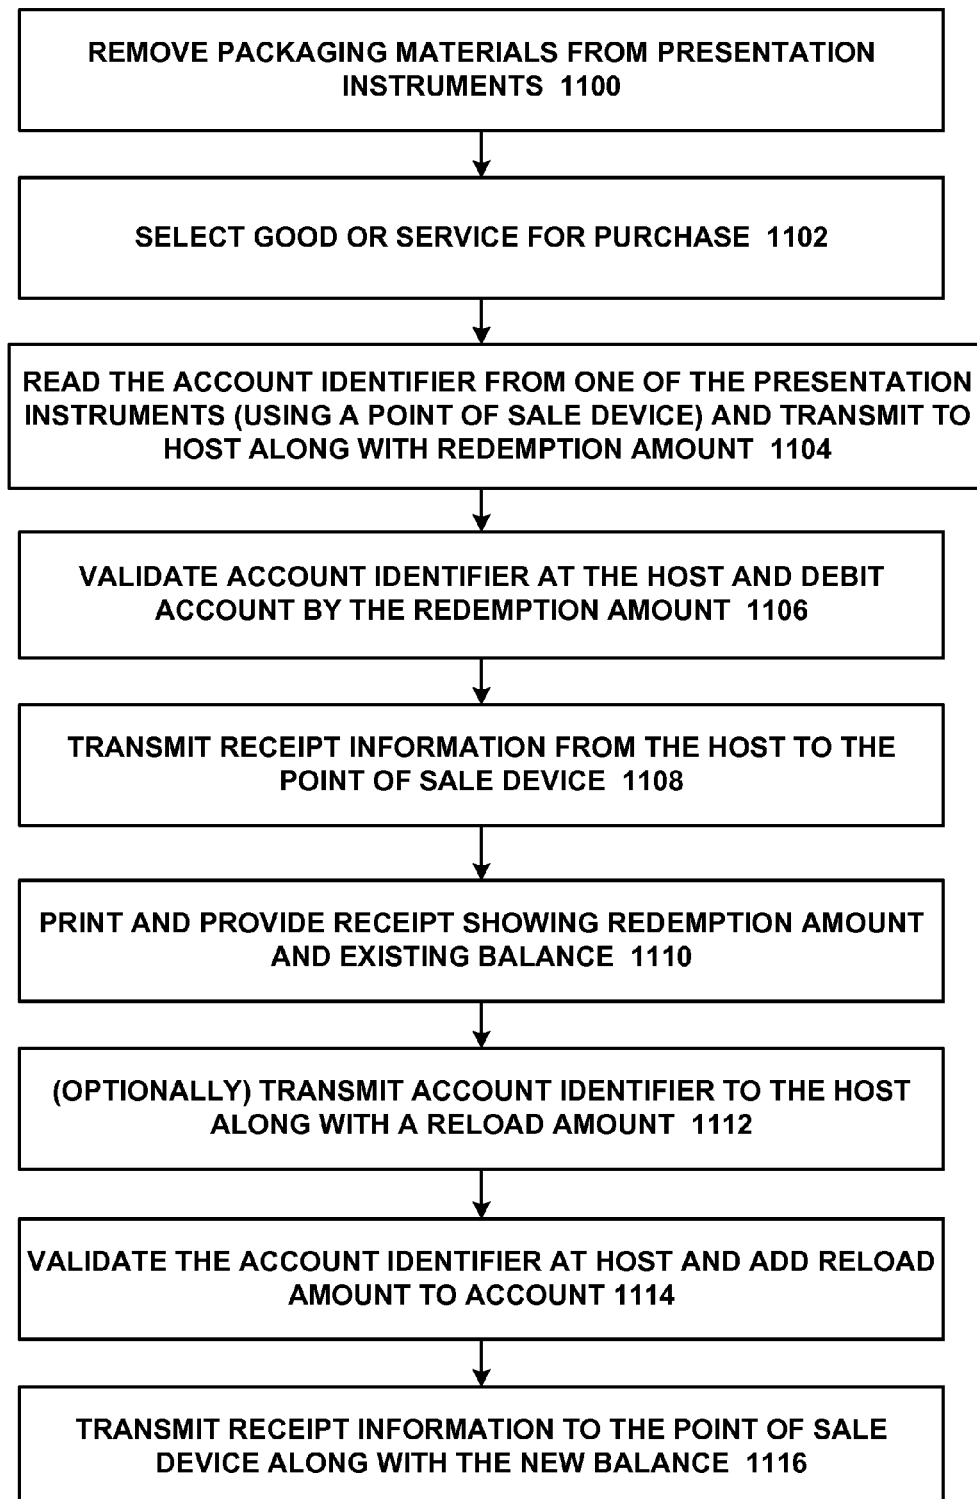 REMOVE PACKAGING MATERIALS FROM PRESENTATION
INSTRUMENTS 1100
SELECT GOOD OR SERVICE FOR PURCHASE 1102
READ THE ACCOUNT IDENTIFIER FROM ONE OF THE PRESENTATION
INSTRUMENTS (USING A POINT OF SALE DEVICE) AND TRANSMIT TO
HOST ALONG WITH REDEMPTION AMOUNT 1104
VALIDATE ACCOUNT IDENTIFIER AT THE HOST AND DEBIT
ACCOUNT BY THE REDEMPTION AMOUNT 1106
TRANSMIT RECEIPT INFORMATION FROM THE HOST TO THE
POINT OF SALE DEVICE 1108
PRINT AND PROVIDE RECEIPT SHOWING REDEMPTION AMOUNT
AND EXISTING BALANCE 1110
(OPTIONALLY) TRANSMIT ACCOUNT IDENTIFIER TO THE HOST
ALONG WITH A RELOAD AMOUNT 1112
VALIDATE THE ACCOUNT IDENTIFIER AT HOST AND ADD RELOAD
AMOUNT TO ACCOUNT 1114
TRANSMIT RECEIPT INFORMATION TO THE POINT OF SALE
DEVICE ALONG WITH THE NEW BALANCE 1116